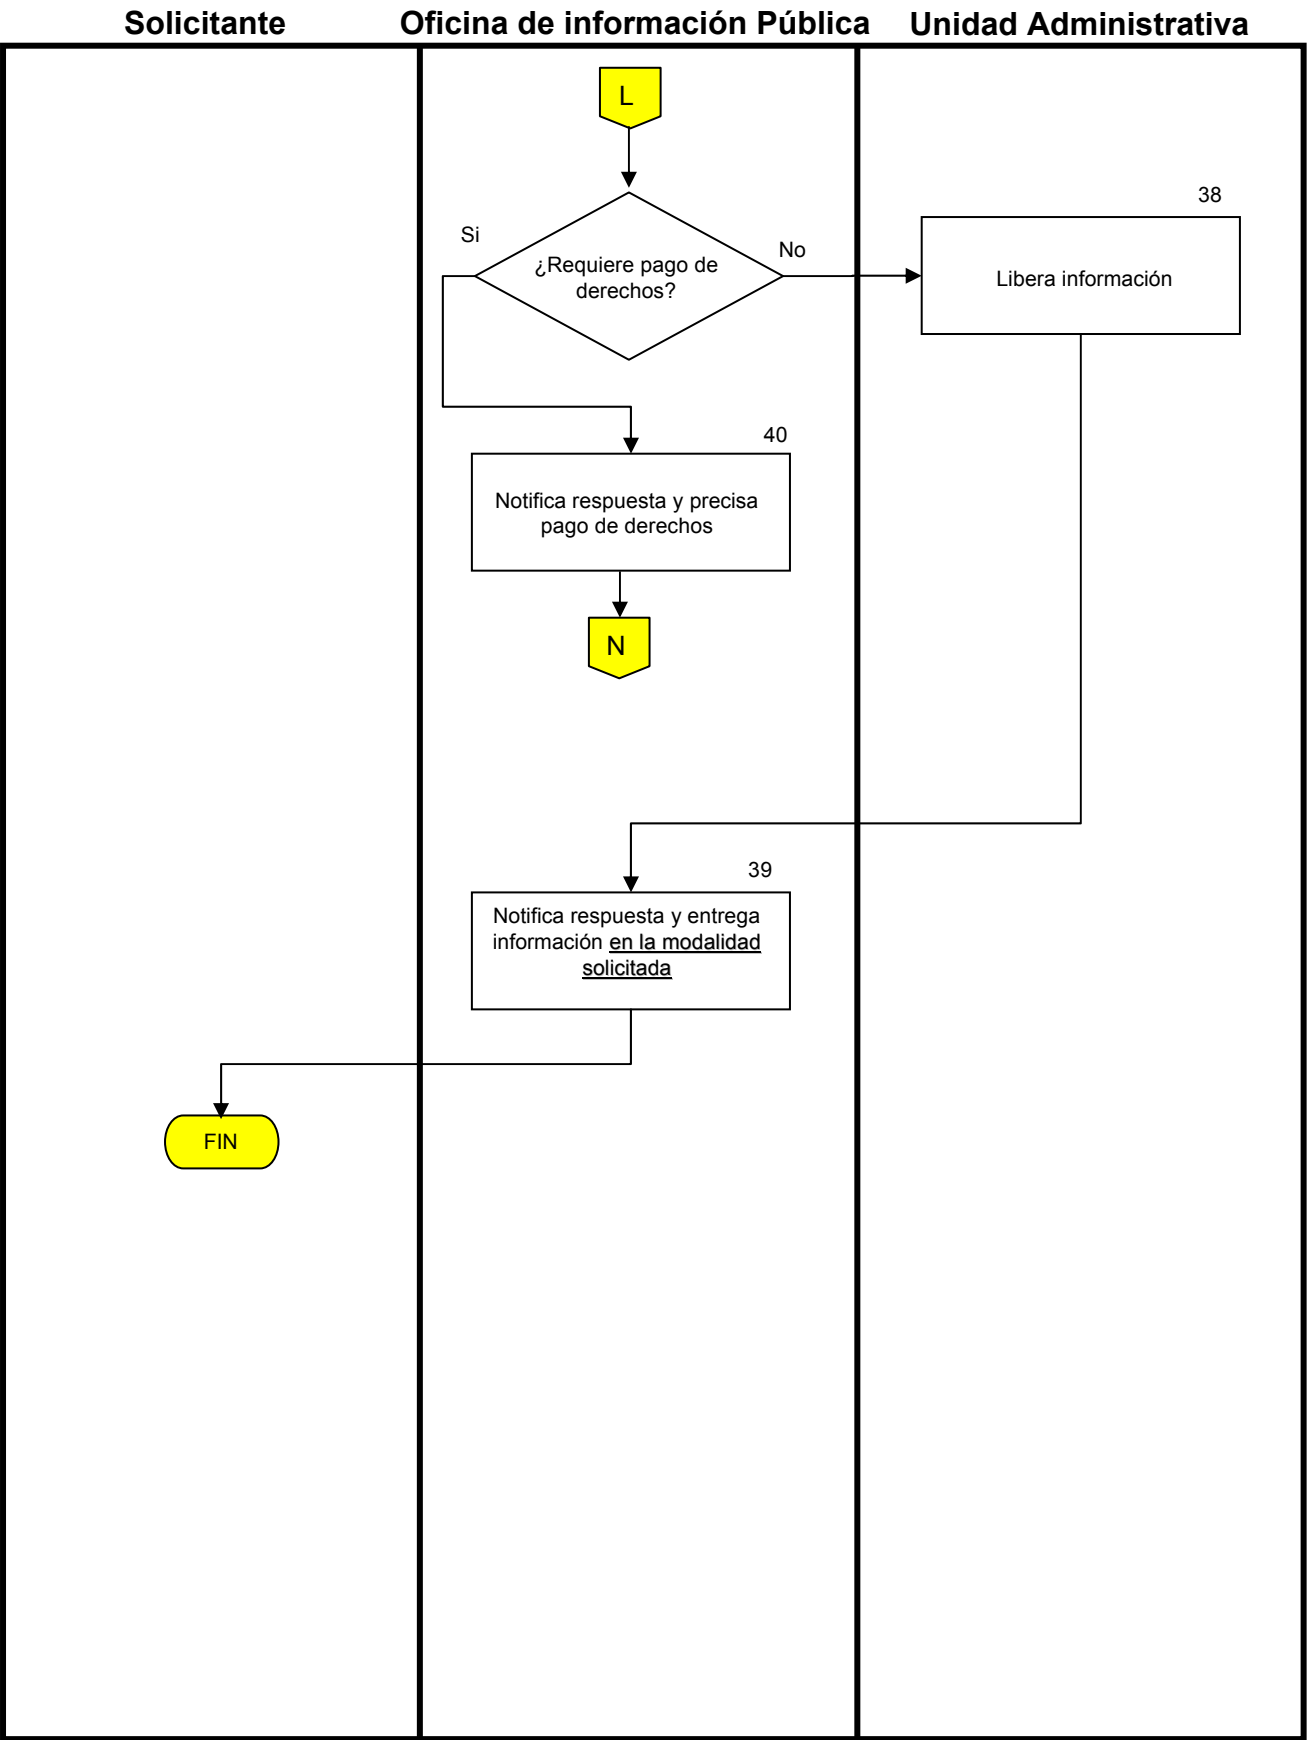 Solicitante
Oficina de información Pública
Unidad Administrativa
L
38
Si
No
¿Requiere pago de
derechos?
Libera información
40
Notifica respuesta y precisa
pago de derechos
N
39
Notifica respuesta y entrega
información en la modalidad
solicitada
FIN